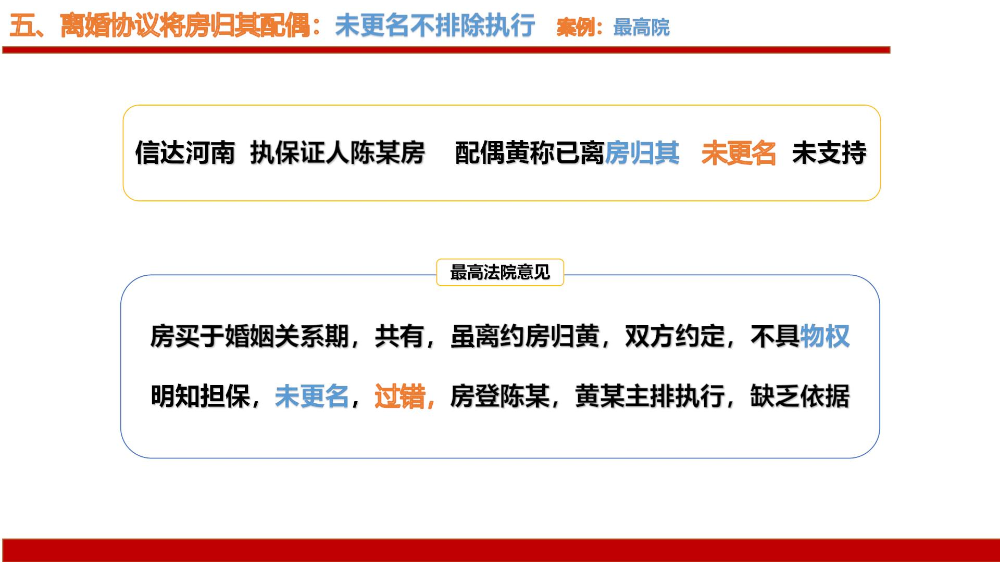 五、离婚协议将房归其配偶：未更名不排除执行 案例：最高院
信达河南 执保证人陈某房 配偶黄称已离房归其 未更名 未支持
最高法院意见
房买于婚姻关系期，共有，虽离约房归黄，双方约定，不具物权
明知担保，未更名，过错，房登陈某，黄某主排执行，缺乏依据